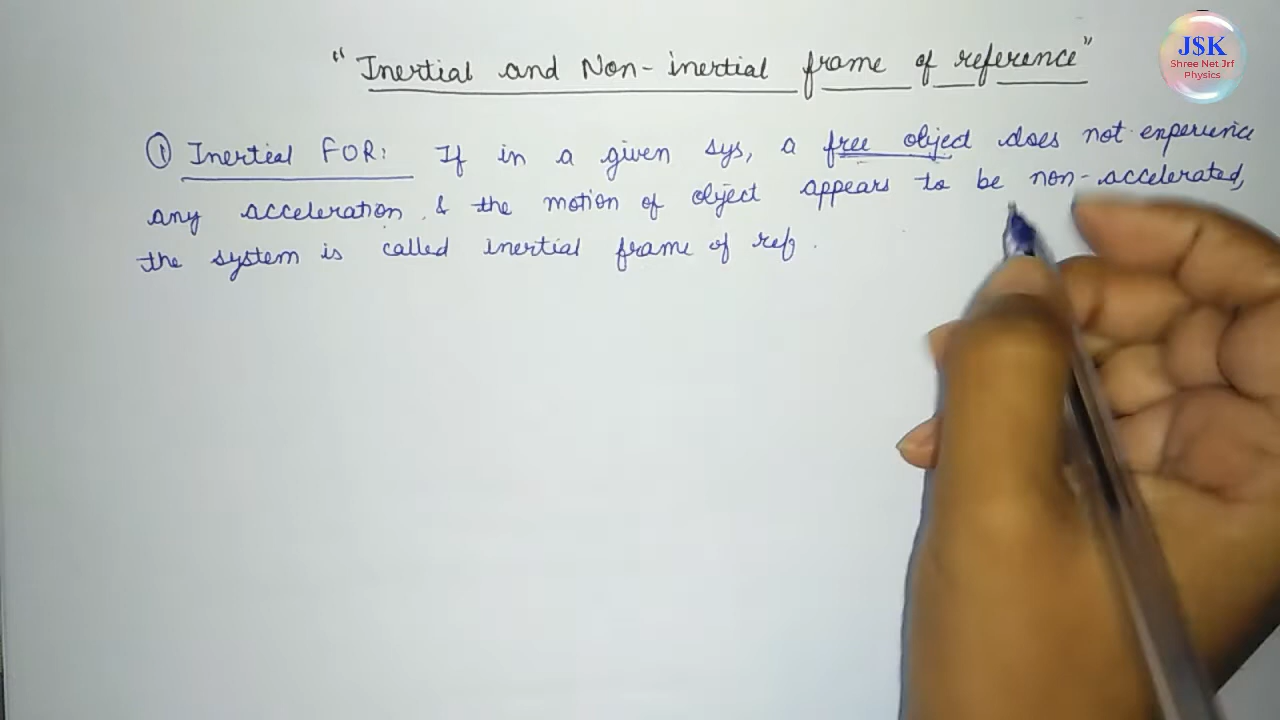 "Inertial and Non-inertial frame of reference"
J$K
Shree Net Jrf
Physics
① Inertial FOR: If in a given sys, a free object does not experience
any acceleration & the motion of object appears to be non-accelerated,
the system is called inertial frame of ref.